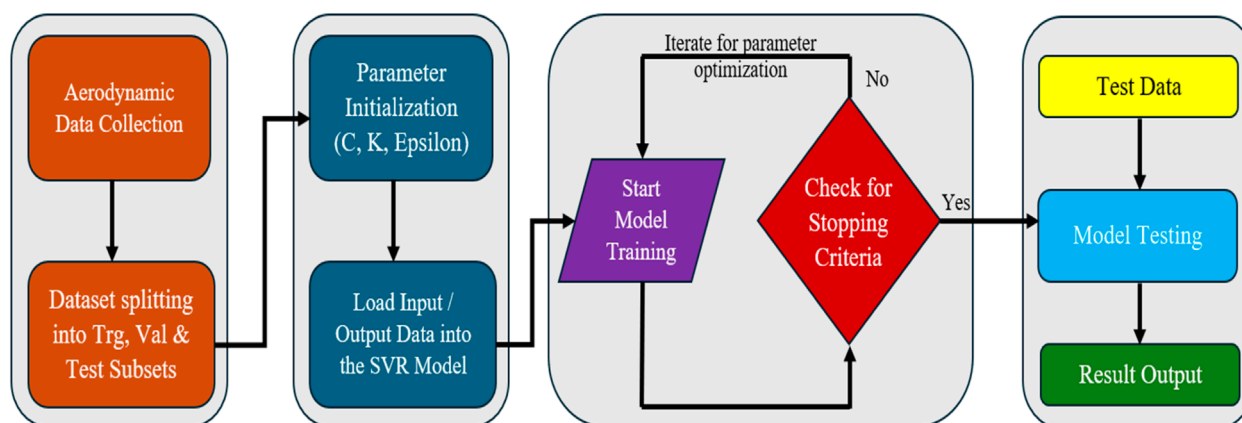 Aerodynamic
Data Collection
Dataset splitting
into Trg, Val &
Test Subsets
Parameter
Initialization
(C, K, Epsilon)
Load Input /
Output Data into
the SVR Model
Iterate for parameter
optimization
No
Start
Model
Training
Check for
Stopping
Criteria
Yes
Test Data
Model Testing
Result Output